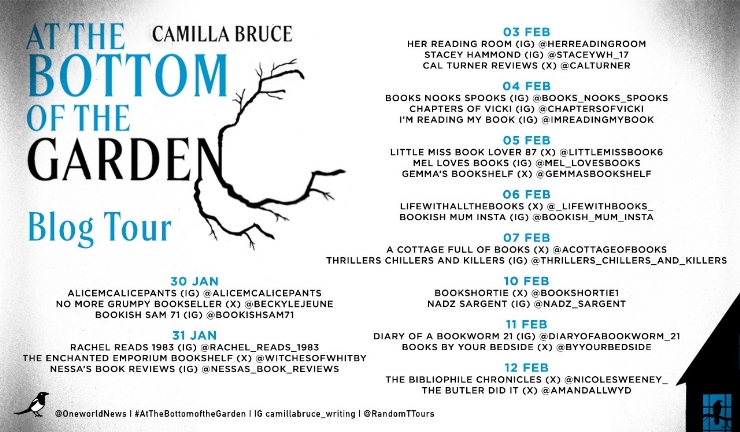 AT THE
CAMILLA BRUCE
BOTTOM
OF THE
GARDEN
Blog Tour
30 JAN
ALICEMCALICEPANTS (IG) @ALICEMCALICEPANTS
NO MORE GRUMPY BOOKSELLER (X) @BECKYLEJEUNE
BOOKISH SAM 71 (IG) @BOOKISHSAM71
31 JAN
RACHEL READS 1983 (IG) @RACHEL_READS_1983
THE ENCHANTED EMPORIUM BOOKSHELF (X) @WITCHESOFWHITBY
NESSA'S BOOK REVIEWS (IG) @NESSAS_BOOK_REVIEWS
03 FEB
HER READING ROOM (IG) @HERREADINGROOM
STACEY HAMMOND (IG) @STACEYWH_17
CAL TURNER REVIEWS (X) @CALTURNER
04 FEB
BOOKS NOOKS SPOOKS (IG) @BOOKS_NOOKS_SPOOKS
CHAPTERS OF VICKI (IG) @CHAPTERSOFVICKI
I'M READING MY BOOK (IG) @IMREADINGMYBOOK
05 FEB
LITTLE MISS BOOK LOVER 87 (X) @LITTLEMISSBOOK6
MEL LOVES BOOKS (IG) @MEL_LOVESBOOKS
GEMMA'S BOOKSHELF (X) @GEMMASBOOKSHELF
06 FEB
LIFEWITHALLTHEBOOKS (X) @_LIFEWITHBOOKS_
BOOKISH MUM INSTA (IG) @BOOKISH_MUM_INSTA
07 FEB
A COTTAGE FULL OF BOOKS (X) @ACOTTAGEOFBOOKS
THRILLERS CHILLERS AND KILLERS (IG) @THRILLERS_CHILLERS_AND_KILLERS
10 FEB
BOOKSHORTIE (X) @BOOKSHORTIE1
NADZ SARGENT (IG) @NADZ_SARGENT
11 FEB
DIARY OF A BOOKWORM 21 (IG) @DIARYOFABOOKWORM_21
BOOKS BY YOUR BEDSIDE (X) @BYYOURBEDSIDE
12 FEB
THE BIBLIOPHILE CHRONICLES (X) @NICOLESWEENEY_
THE BUTLER DID IT (X) @AMANDALLWYD
@OneworldNews | #AtTheBottomoftheGarden | IG camillabruce_writing | @RandomTTours